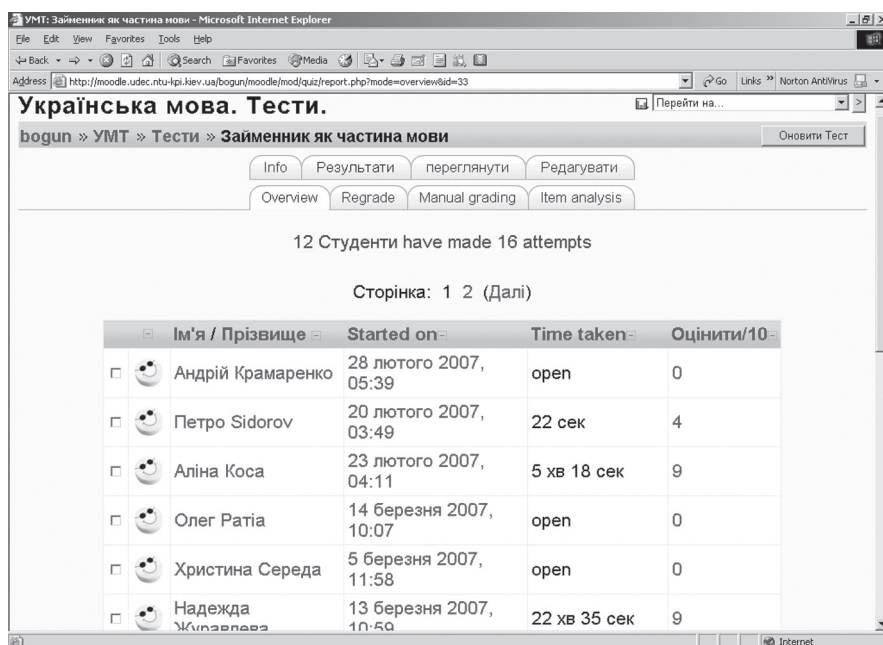 УМТ: Займенник як частина мови - Microsoft Internet Explorer
File Edit View Favorites Tools Help
Back Search Favorites Media
Address http://moodle.udec.ntu-kpi.kiev.ua/bogun/moodle/mod/quiz/report.php?mode=overview&id=33 Go Links » Norton AntiVirus
Українська мова. Тести. Перейти на... >
bogun » УМТ » Тести » Займенник як частина мови Оновити Тест
Info Результати переглянути Редагувати
Overview Regrade Manual grading Item analysis
12 Студенти have made 16 attempts
Сторінка: 1 2 (Далі)
Ім'я / Прізвище Started on Time taken Оцінити/10
Андрій Крамаренко 28 лютого 2007, 05:39 open 0
Петро Sidorov 20 лютого 2007, 03:49 22 сек 4
Аліна Коса 23 лютого 2007, 04:11 5 хв 18 сек 9
Олег Ратіа 14 березня 2007, 10:07 open 0
Христина Середа 5 березня 2007, 11:58 open 0
Надежда Журавлева 13 березня 2007, 10:59 22 хв 35 сек 9
Internet